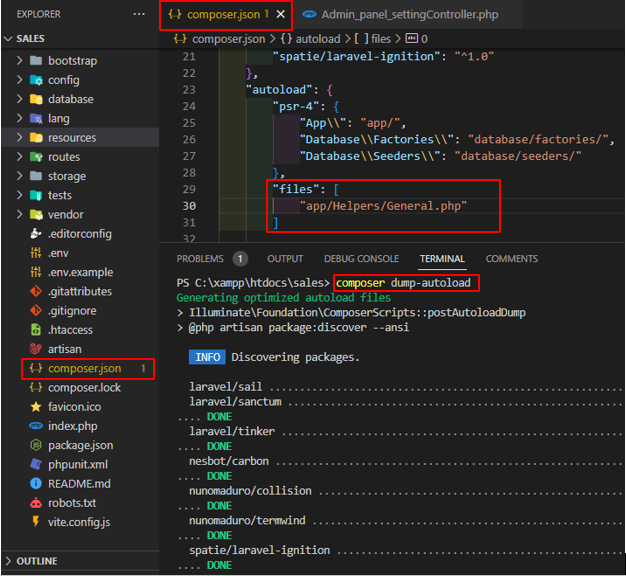 EXPLORER ...
SALES
bootstrap
config
database
lang
resources
routes
storage
tests
vendor
.editorconfig
.env
.env.example
.gitattributes
.gitignore
.htaccess
artisan
composer.json 1
composer.lock
favicon.ico
index.php
package.json
phpunit.xml
README.md
robots.txt
vite.config.js
OUTLINE
composer.json 1 Admin_panel_settingController.php
composer.json > autoload > files > 0
21 "spatie/laravel-ignition": "^1.0"
22 },
23 "autoload": {
24 "psr-4": {
25 "App\\": "app/",
26 "Database\\Factories\\": "database/factories/",
27 "Database\\Seeders\\": "database/seeders/"
28 },
29 "files": [
30 "app/Helpers/General.php"
31 ]
32
PROBLEMS 1 OUTPUT DEBUG CONSOLE TERMINAL COMMENTS
PS C:\xampp\htdocs\sales> composer dump-autoload
Generating optimized autoload files
> Illuminate\Foundation\ComposerScripts::postAutoloadDump
> @php artisan package:discover --ansi
INFO Discovering packages.
laravel/sail ..................................................
laravel/sanctum ...............................................
.... DONE
laravel/tinker ................................................
.... DONE
nesbot/carbon .................................................
.... DONE
nunomaduro/collision ..........................................
.... DONE
nunomaduro/termwind ...........................................
.... DONE
spatie/laravel-ignition .......................................
.... DONE